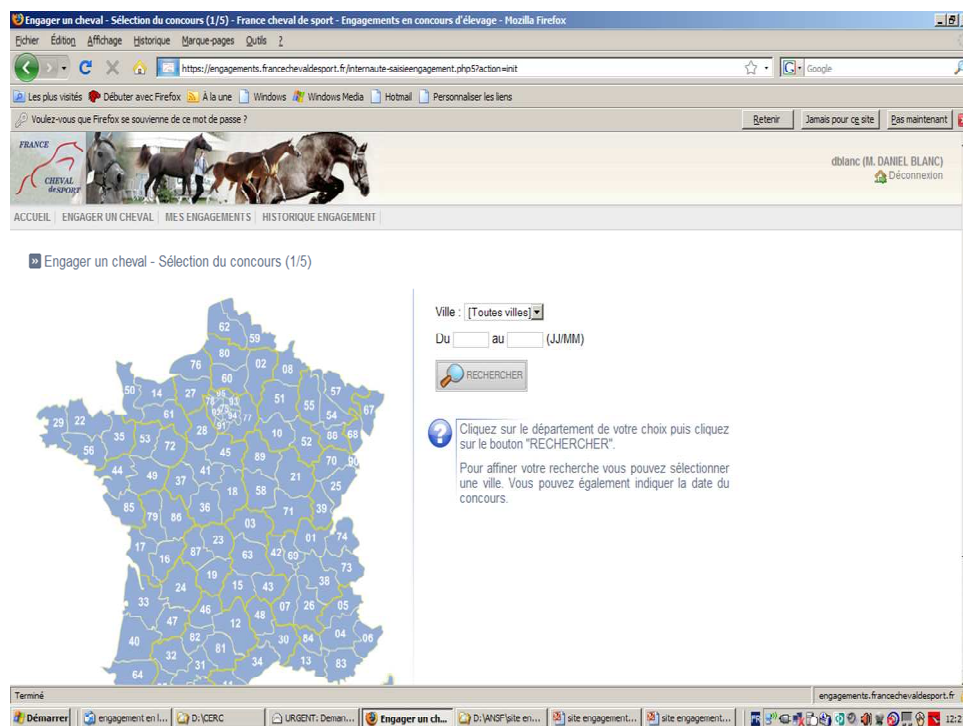 Engager un cheval - Sélection du concours (1/5) - France cheval de sport - Engagements en concours d'élevage - Mozilla Firefox
Fichier Édition Affichage Historique Marque-pages Outils ?
https://engagements.francechevaldesport.fr/internaute-saisieengagement.php5?action=init
Google
Les plus visités Débuter avec Firefox À la une Windows Windows Media Hotmail Personnaliser les liens
Voulez-vous que Firefox se souvienne de ce mot de passe ? Retenir Jamais pour ce site Pas maintenant
FRANCE
CHEVAL
de SPORT
dblanc (M. DANIEL BLANC)
Déconnexion
ACCUEIL ENGAGER UN CHEVAL MES ENGAGEMENTS HISTORIQUE ENGAGEMENT
» Engager un cheval - Sélection du concours (1/5)
Ville : [Toutes villes]
Du au (JJ/MM)
RECHERCHER
? Cliquez sur le département de votre choix puis cliquez
sur le bouton "RECHERCHER".
Pour affiner votre recherche vous pouvez sélectionner
une ville. Vous pouvez également indiquer la date du
concours.
62
59
80
76 02 08
60
50 14 27 51 57
55 54 67
29 22 61 77
91
35 53 28 10 52 88 68
56 72
45 89 70 90
44 49 37 41 21 25
18 58
85 79 86 36 71 39
03
17 23 01 74
16 87 63 42 69
73
19 38
24 15 43
33 46 07 26 05
47 12 48
40 82 30 84 04 06
32 81
31 34 13 83
64
Terminé engagements.francechevaldesport.fr
Démarrer engagement en l... D:\CERC URGENT: Deman... Engager un ch... D:\ANSF\site en... site engagement... site engagement... FR